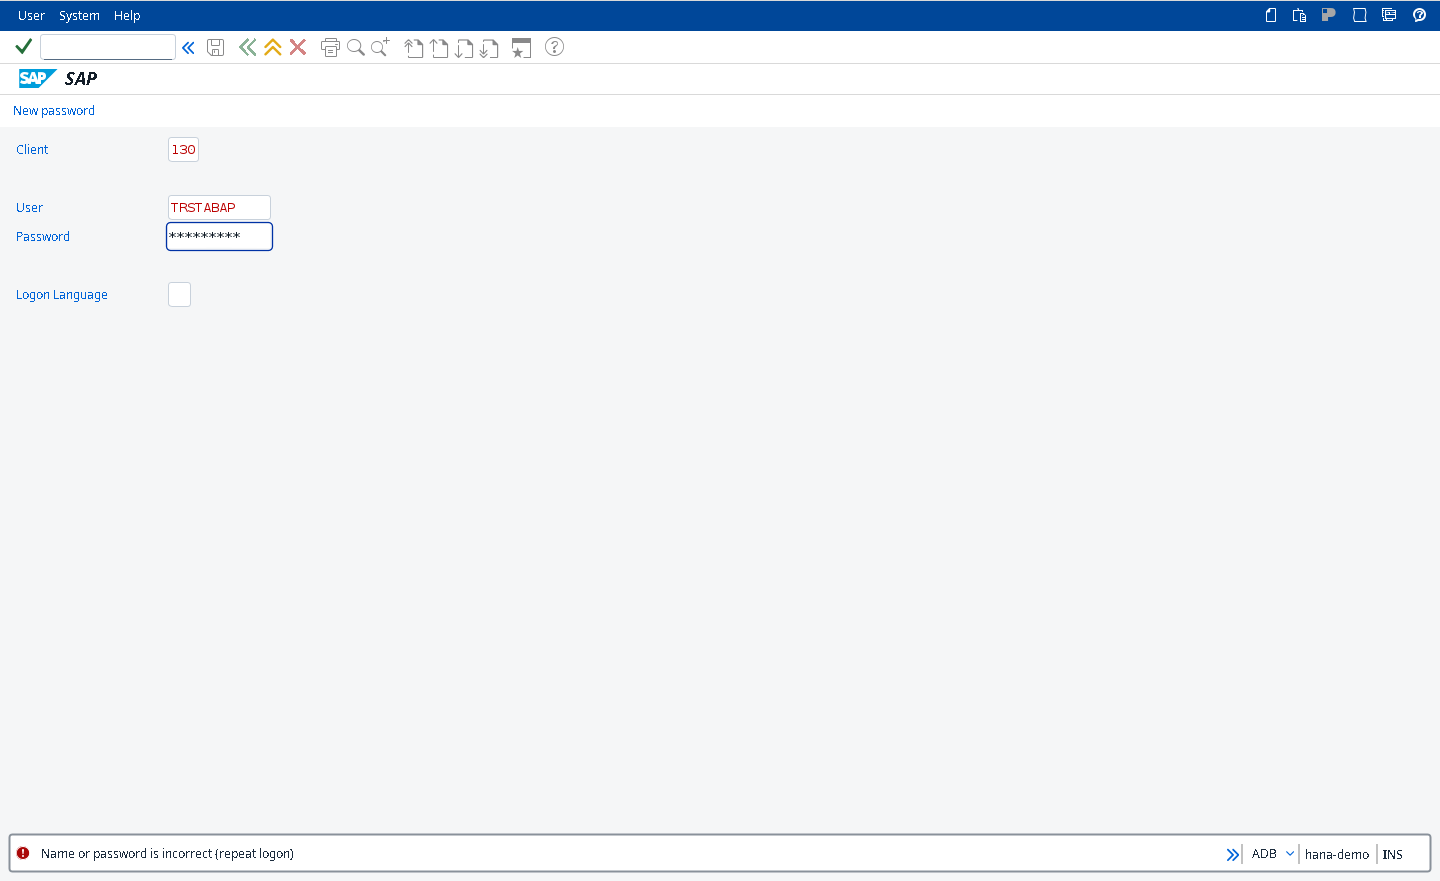 User System Help
SAP SAP
New password
Client 130
User TRSTABAP
Password *********
Logon Language
Name or password is incorrect (repeat logon) ADB hana-demo INS